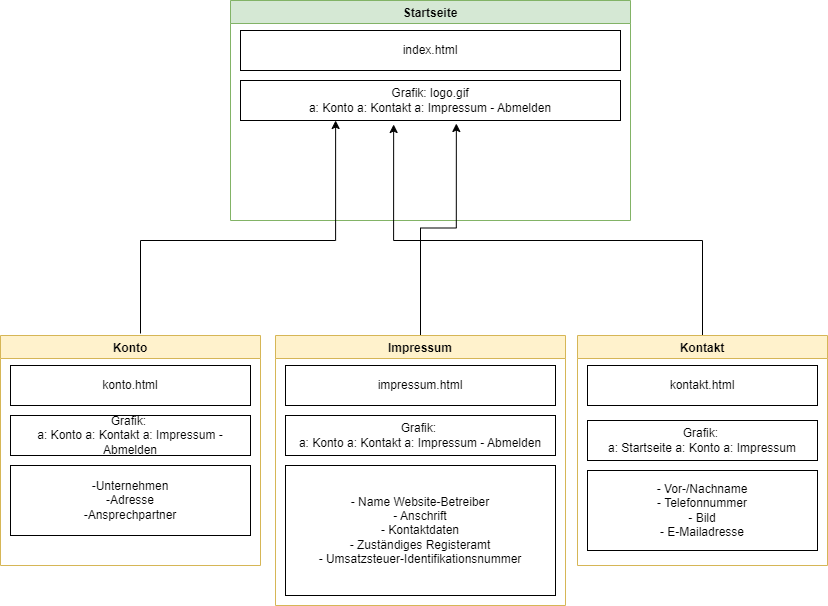 Startseite
index.html
Grafik: logo.gif
a: Konto a: Kontakt a: Impressum - Abmelden
Konto
konto.html
Grafik:
a: Konto a: Kontakt a: Impressum -
Abmelden
-Unternehmen
-Adresse
-Ansprechpartner
Impressum
impressum.html
Grafik:
a: Konto a: Kontakt a: Impressum - Abmelden
- Name Website-Betreiber
- Anschrift
- Kontaktdaten
- Zuständiges Registeramt
- Umsatzsteuer-Identifikationsnummer
Kontakt
kontakt.html
Grafik:
a: Startseite a: Konto a: Impressum
- Vor-/Nachname
- Telefonnummer
- Bild
- E-Mailadresse